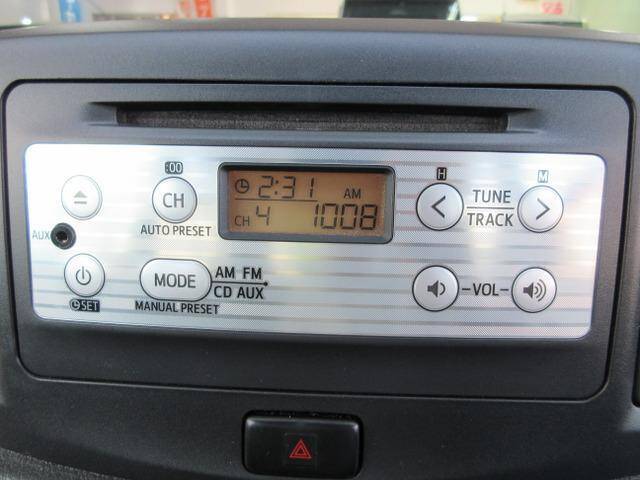 :00
H
M
CH
2:31 AM
CH 4 1008
TUNE
TRACK
AUTO PRESET
AUX
MODE
AM FM
CD AUX
-VOL-
SET
MANUAL PRESET